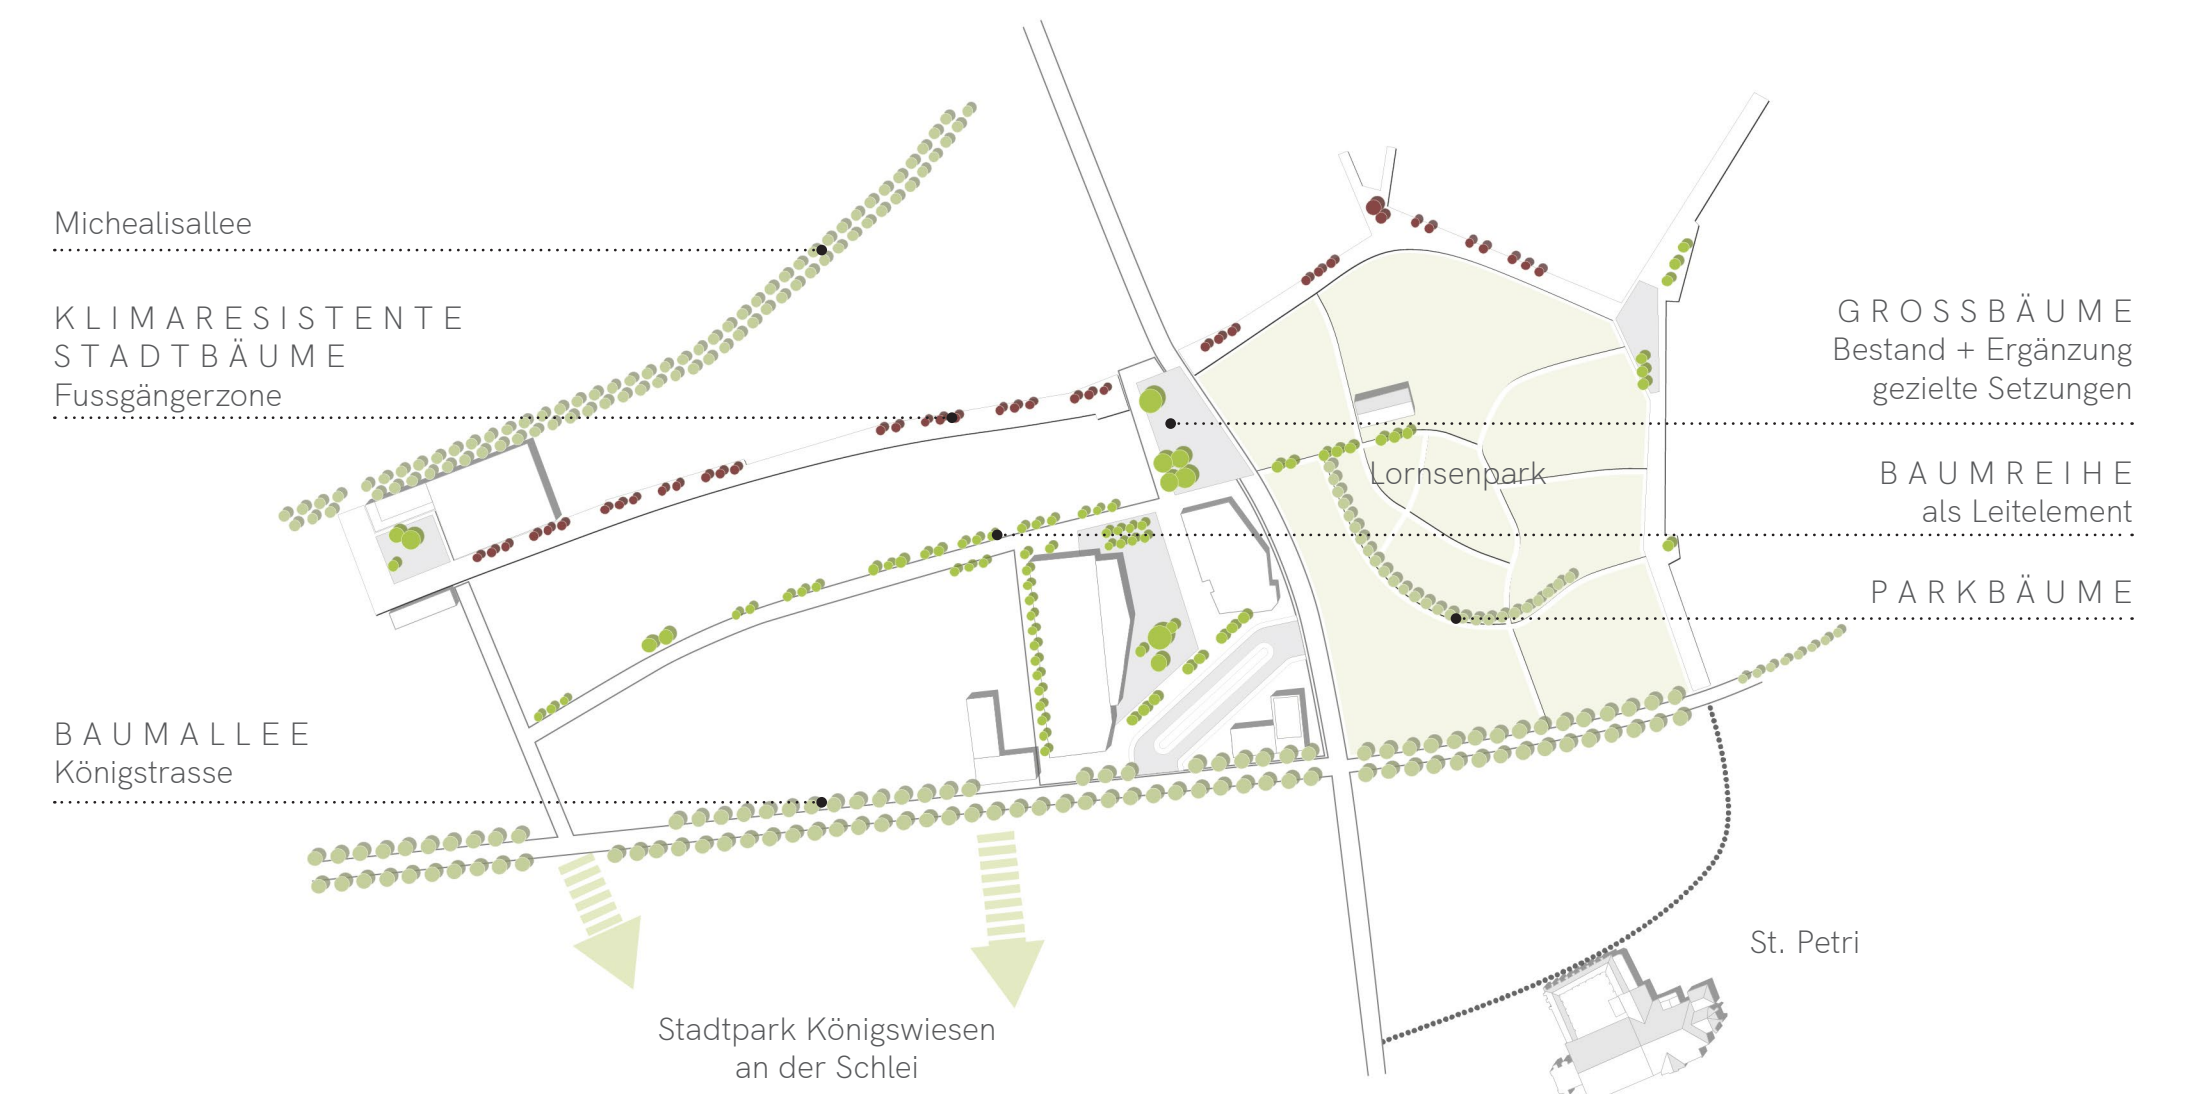 Michealisallee
KLIMARESISTENTE
STADTBÄUME
Fussgängerzone
BAUMALLEE
Königstrasse
Lornsenpark
GROSSBÄUME
Bestand + Ergänzung
gezielte Setzungen
BAUMREIHE
als Leitelement
PARKBÄUME
St. Petri
Stadtpark Königswiesen
an der Schlei